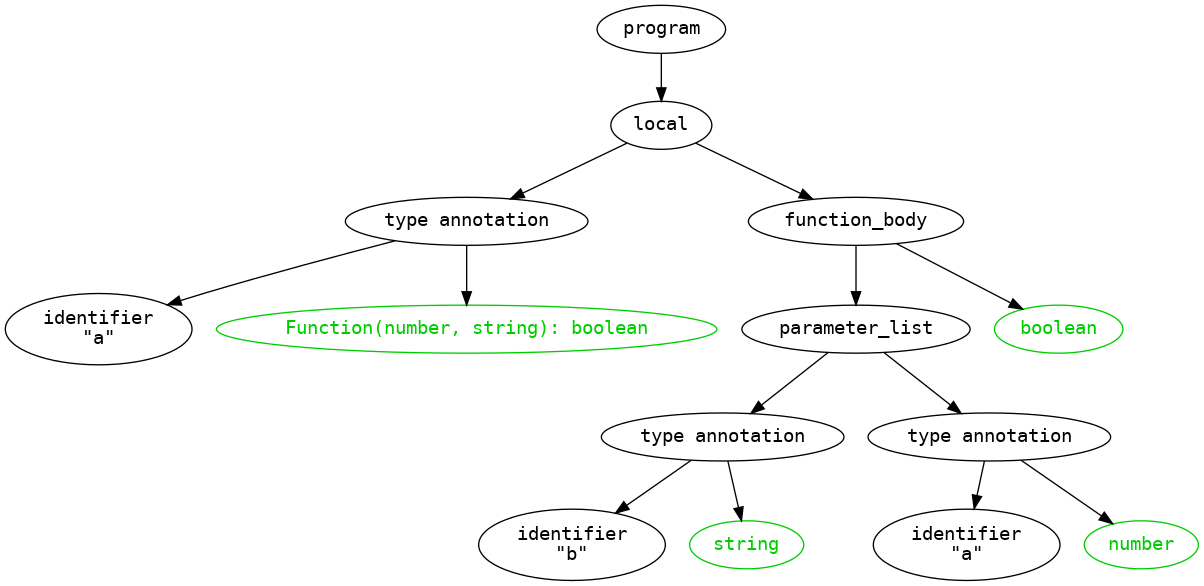 program
local
type annotation
function_body
identifier
"a"
Function(number, string): boolean
parameter_list
boolean
type annotation
type annotation
identifier
"b"
string
identifier
"a"
number